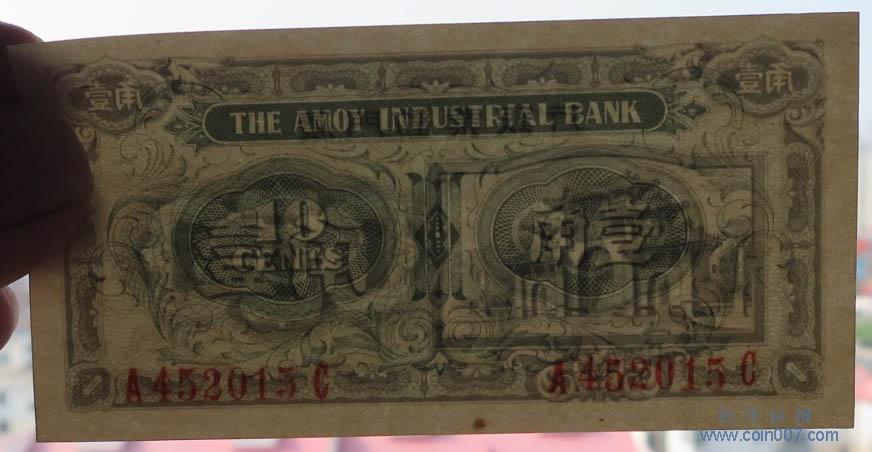 壹角
壹角
THE AMOY INDUSTRIAL BANK
10
CENTS
角壹
A452015C
A452015C
www.coin007.com